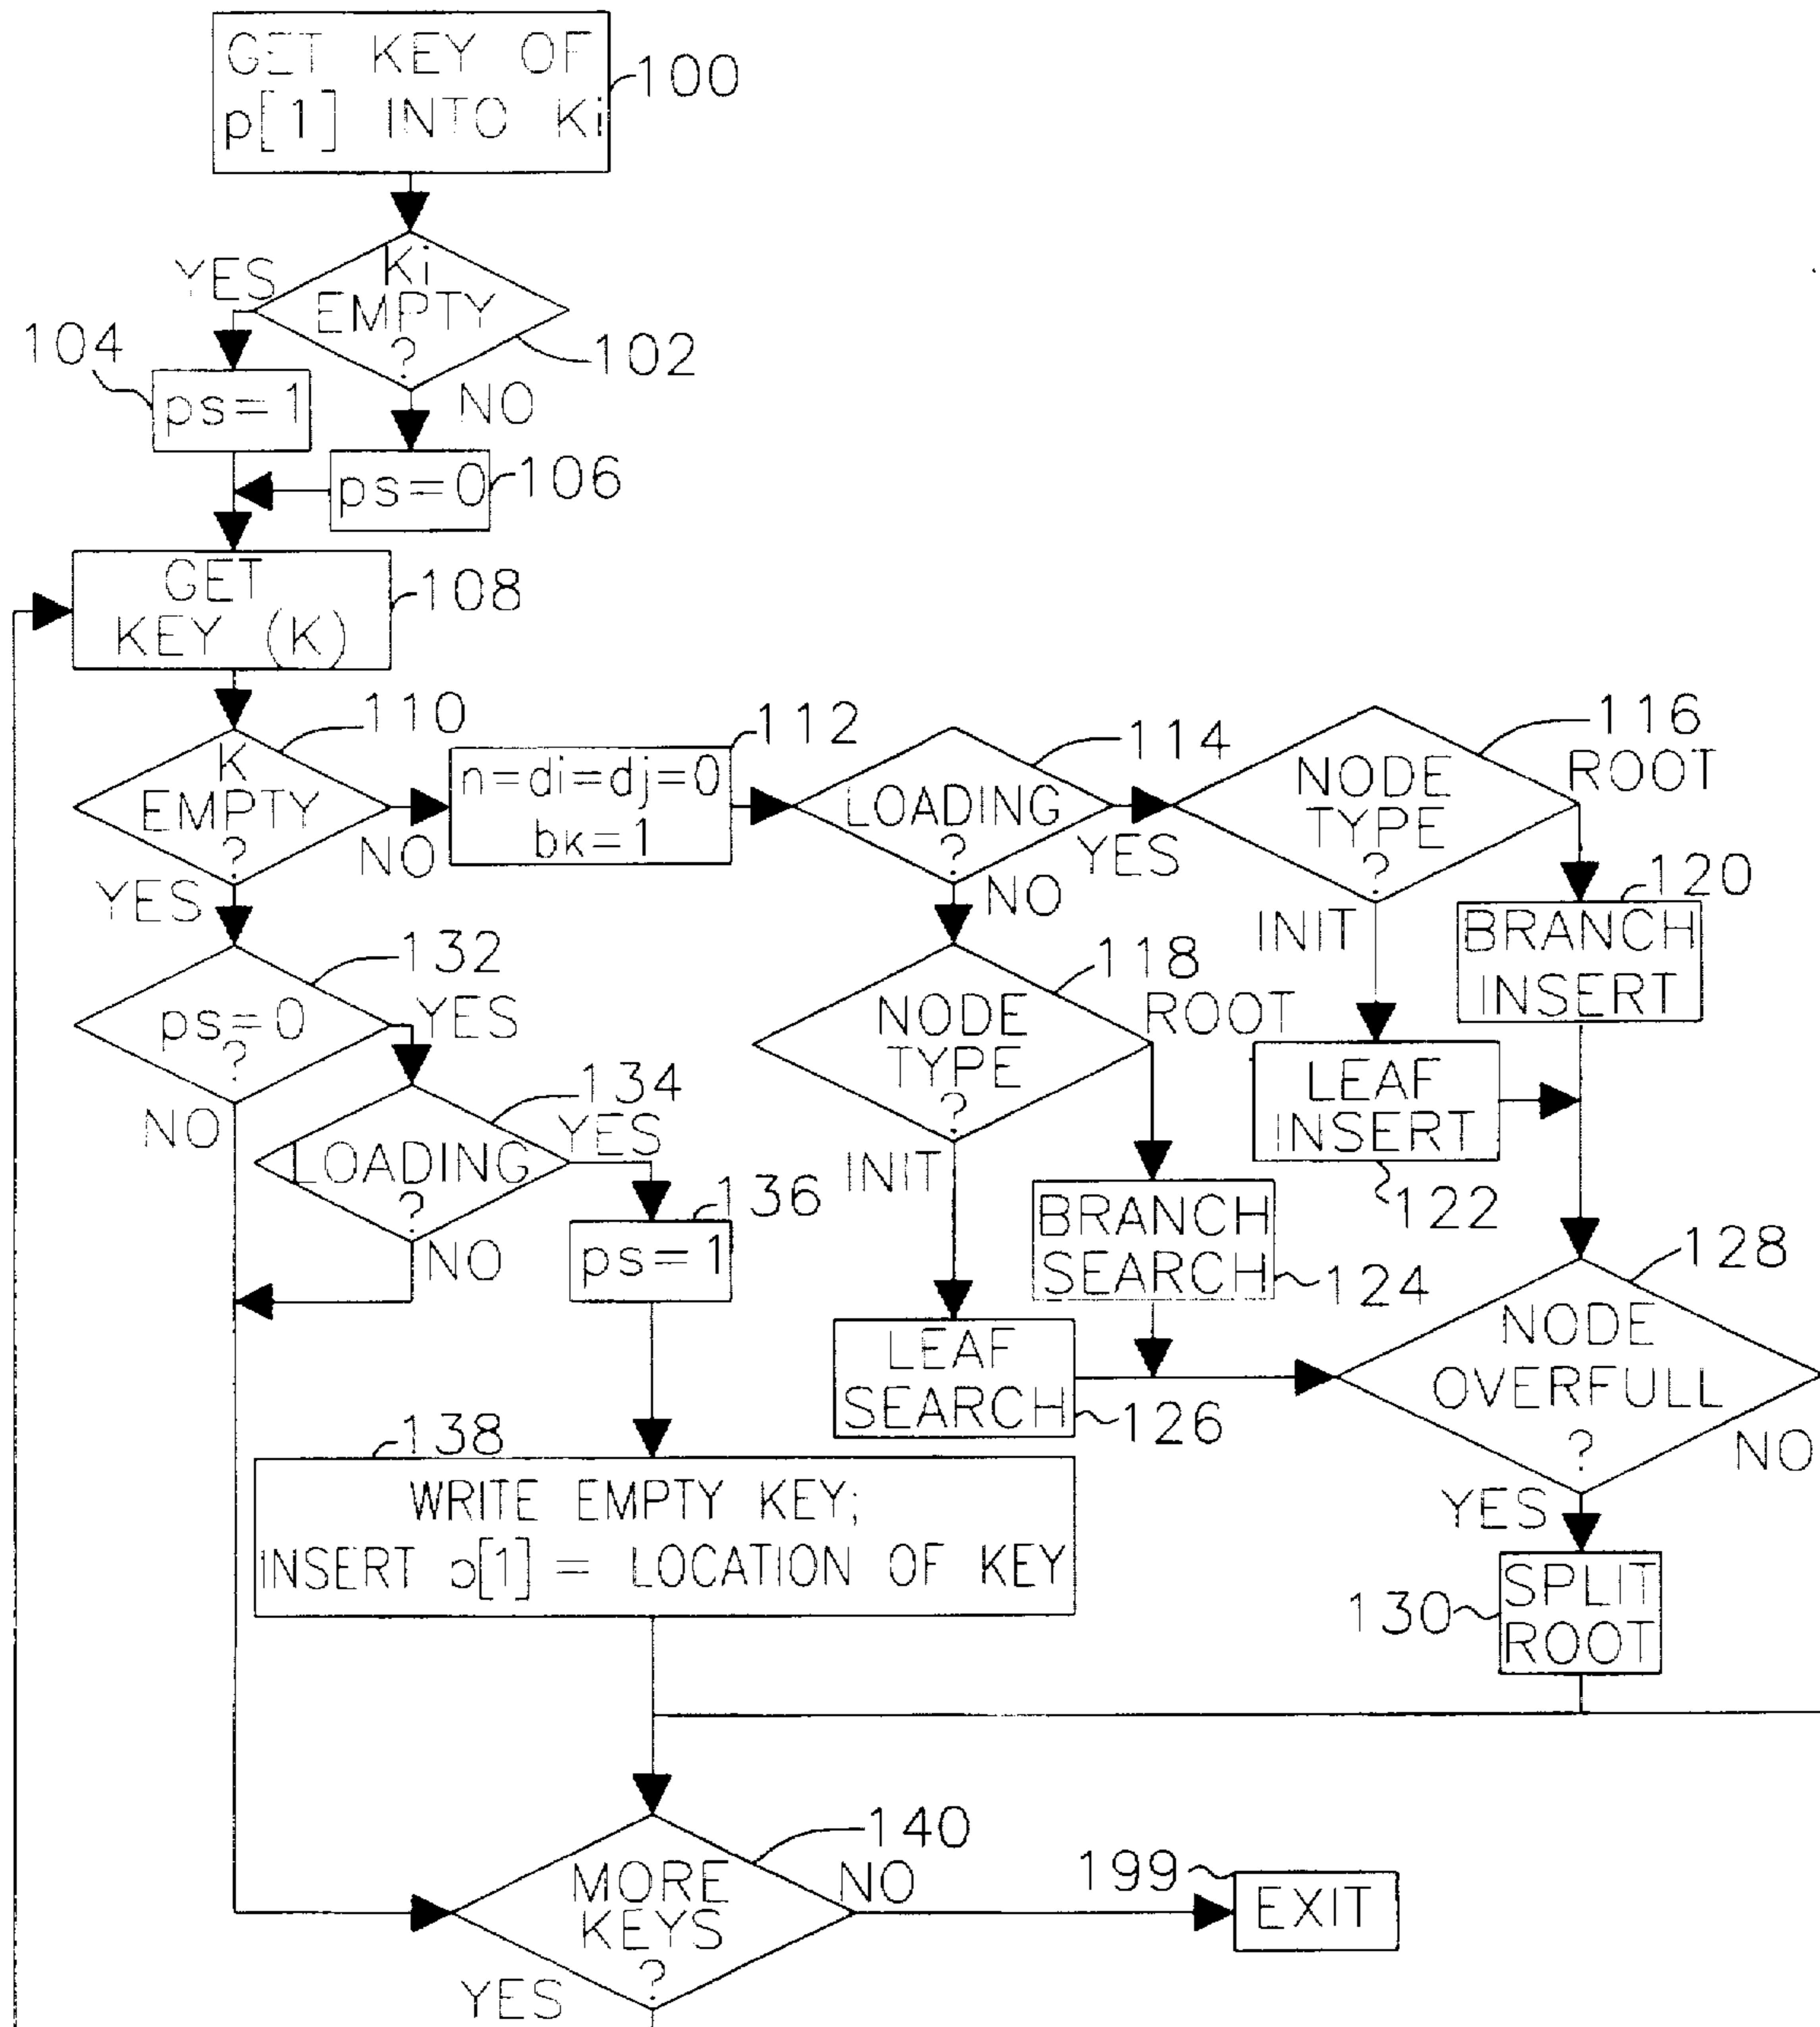 GET KEY OF
p[1] INTO Ki
100
Ki
EMPTY
?
YES
102
104
ps=1
NO
ps=0
106
GET
KEY (K)
108
K
EMPTY
?
110
NO
YES
n=di=dj=0
bk=1
112
LOADING
?
114
YES
NO
NODE
TYPE
?
116
ROOT
INIT
120
BRANCH
INSERT
LEAF
INSERT
122
NODE
TYPE
?
118
ROOT
INIT
BRANCH
SEARCH
124
LEAF
SEARCH
126
NODE
OVERFULL
?
128
NO
YES
SPLIT
ROOT
130
ps=0
?
132
YES
NO
LOADING
?
134
YES
NO
136
ps=1
138
WRITE EMPTY KEY;
INSERT p[1] = LOCATION OF KEY
MORE
KEYS
?
140
NO
YES
199
EXIT